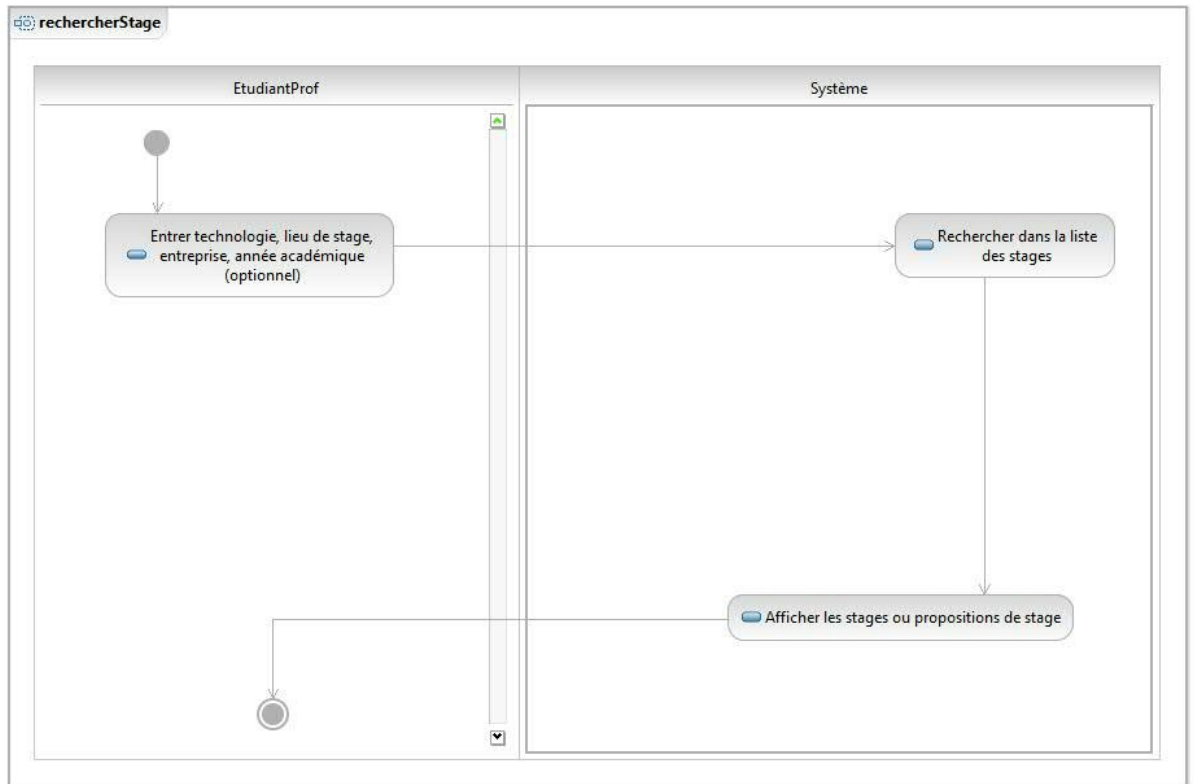 rechercherStage
EtudiantProf
Système
Entrer technologie, lieu de stage,
entreprise, année académique
(optionnel)
Rechercher dans la liste
des stages
Afficher les stages ou propositions de stage